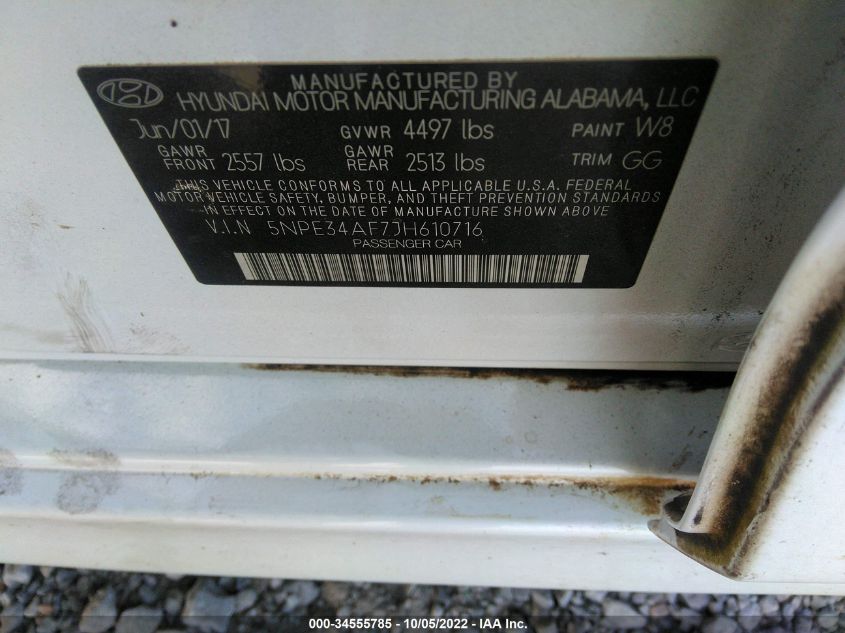 MANUFACTURED BY
HYUNDAI MOTOR MANUFACTURING ALABAMA, LLC
Jun/01/17 GVWR 4497 lbs PAINT W8
GAWR FRONT 2557 lbs GAWR REAR 2513 lbs TRIM GG
THIS VEHICLE CONFORMS TO ALL APPLICABLE U.S.A. FEDERAL
MOTOR VEHICLE SAFETY, BUMPER, AND THEFT PREVENTION STANDARDS
IN EFFECT ON THE DATE OF MANUFACTURE SHOWN ABOVE
V.I.N 5NPE34AF7JH610716
PASSENGER CAR
000-34555785 - 10/05/2022 - IAA Inc.